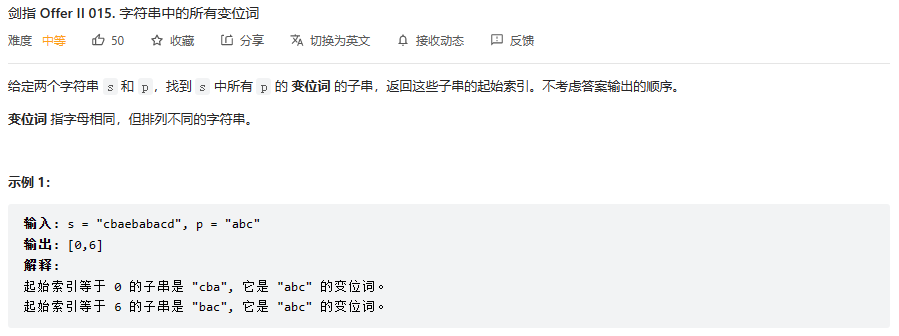 剑指 Offer II 015. 字符串中的所有变位词
难度 中等 50 收藏 分享 切换为英文 接收动态 反馈
给定两个字符串 s 和 p，找到 s 中所有 p 的 变位词 的子串，返回这些子串的起始索引。不考虑答案输出的顺序。
变位词 指字母相同，但排列不同的字符串。
示例 1：
输入：s = "cbaebabacd", p = "abc"
输出：[0,6]
解释：
起始索引等于 0 的子串是 "cba"，它是 "abc" 的变位词。
起始索引等于 6 的子串是 "bac"，它是 "abc" 的变位词。